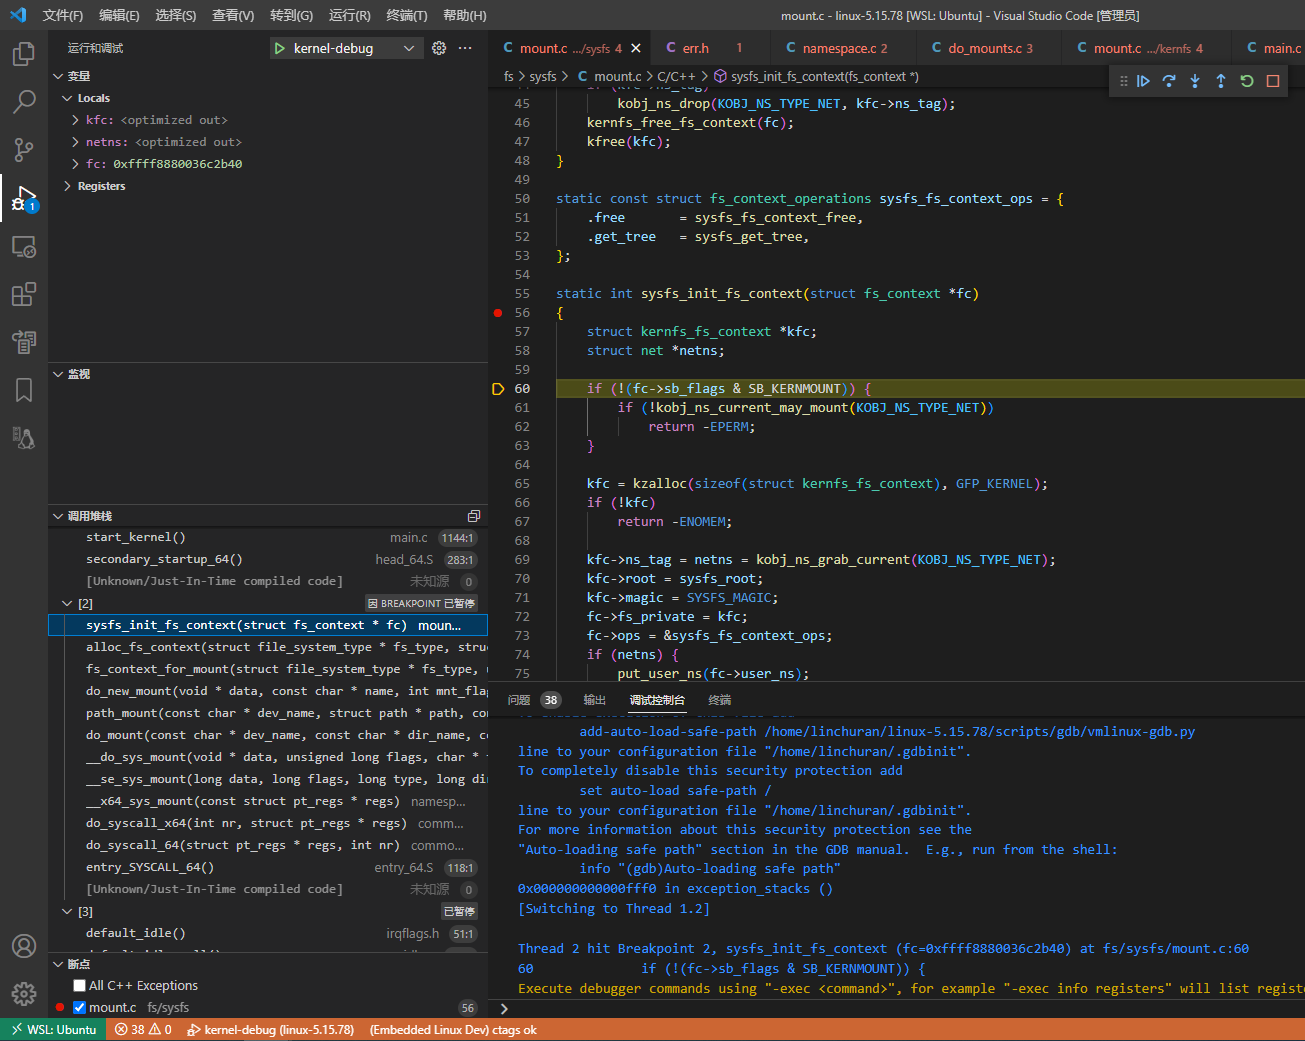 文件(F) 编辑(E) 选择(S) 查看(V) 转到(G) 运行(R) 终端(T) 帮助(H) mount.c - linux-5.15.78 [WSL: Ubuntu] - Visual Studio Code [管理员]
运行和调试 kernel-debug
变量
Locals
kfc: <optimized out>
netns: <optimized out>
fc: 0xffff8880036c2b40
Registers
监视
调用堆栈
start_kernel() main.c 1144:1
secondary_startup_64() head_64.S 283:1
[Unknown/Just-In-Time compiled code] 未知源 0
[2] BREAKPOINT 已暂停
sysfs_init_fs_context(struct fs_context * fc) moun...
alloc_fs_context(struct file_system_type * fs_type, struc
fs_context_for_mount(struct file_system_type * fs_type, u
do_new_mount(void * data, const char * name, int mnt_flag
path_mount(const char * dev_name, struct path * path, con
do_mount(const char * dev_name, const char * dir_name, co
__do_sys_mount(void * data, unsigned long flags, char * t
__se_sys_mount(long data, long flags, long type, long dir
__x64_sys_mount(const struct pt_regs * regs) namesp...
do_syscall_x64(int nr, struct pt_regs * regs) comm...
do_syscall_64(struct pt_regs * regs, int nr) commo...
entry_SYSCALL_64() entry_64.S 118:1
[Unknown/Just-In-Time compiled code] 未知源 0
[3] 已暂停
default_idle() irqflags.h 51:1
断点
All C++ Exceptions
mount.c fs/sysfs 56
1
C mount.c .../sysfs 4 C err.h 1 C namespace.c 2 C do_mounts.c 3 C mount.c .../kernfs 4 C main.c
fs > sysfs > C mount.c > C/C++ > sysfs_init_fs_context(fs_context *)
if (kfc->ns_tag)
45 kobj_ns_drop(KOBJ_NS_TYPE_NET, kfc->ns_tag);
46 kernfs_free_fs_context(fc);
47 kfree(kfc);
48 }
49
50 static const struct fs_context_operations sysfs_fs_context_ops = {
51 .free = sysfs_fs_context_free,
52 .get_tree = sysfs_get_tree,
53 };
54
55 static int sysfs_init_fs_context(struct fs_context *fc)
56 {
57 struct kernfs_fs_context *kfc;
58 struct net *netns;
59
60 if (!(fc->sb_flags & SB_KERNMOUNT)) {
61 if (!kobj_ns_current_may_mount(KOBJ_NS_TYPE_NET))
62 return -EPERM;
63 }
64
65 kfc = kzalloc(sizeof(struct kernfs_fs_context), GFP_KERNEL);
66 if (!kfc)
67 return -ENOMEM;
68
69 kfc->ns_tag = netns = kobj_ns_grab_current(KOBJ_NS_TYPE_NET);
70 kfc->root = sysfs_root;
71 kfc->magic = SYSFS_MAGIC;
72 fc->fs_private = kfc;
73 fc->ops = &sysfs_fs_context_ops;
74 if (netns) {
75 put_user_ns(fc->user_ns);
问题 38 输出 调试控制台 终端
add-auto-load-safe-path /home/linchuran/linux-5.15.78/scripts/gdb/vmlinux-gdb.py
line to your configuration file "/home/linchuran/.gdbinit".
To completely disable this security protection add
set auto-load safe-path /
line to your configuration file "/home/linchuran/.gdbinit".
For more information about this security protection see the
"Auto-loading safe path" section in the GDB manual.  E.g., run from the shell:
info "(gdb)Auto-loading safe path"
0x000000000000fff0 in exception_stacks ()
[Switching to Thread 1.2]
Thread 2 hit Breakpoint 2, sysfs_init_fs_context (fc=0xffff8880036c2b40) at fs/sysfs/mount.c:60
60 if (!(fc->sb_flags & SB_KERNMOUNT)) {
Execute debugger commands using "-exec <command>", for example "-exec info registers" will list registe
>
WSL: Ubuntu 38 0 kernel-debug (linux-5.15.78) (Embedded Linux Dev) ctags ok